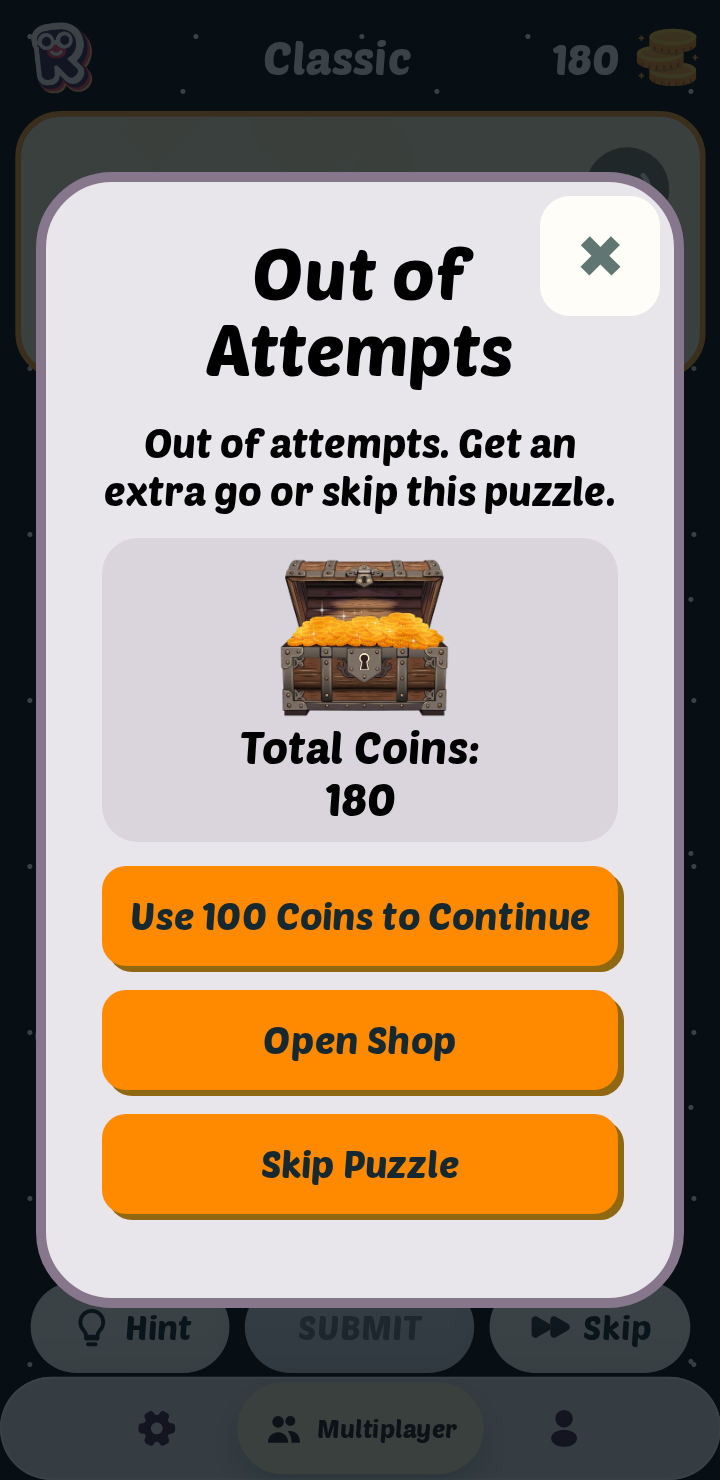 Classic
180
Out of
Attempts
Out of attempts. Get an
extra go or skip this puzzle.
Total Coins:
180
Use 100 Coins to Continue
Open Shop
Skip Puzzle
Hint
SUBMIT
Skip
Multiplayer